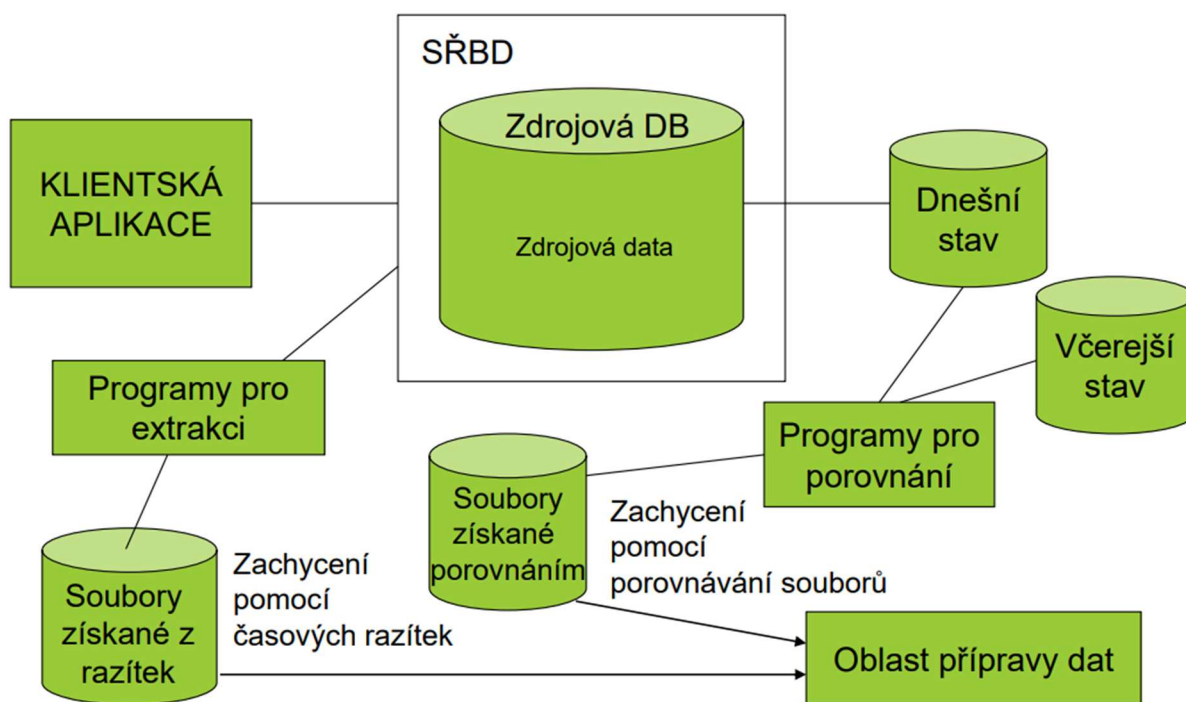 SŘBD
Zdrojová DB
Zdrojová data
KLIENTSKÁ
APLIKACE
Dnešní
stav
Včerejší
stav
Programy pro
extrakci
Programy pro
porovnání
Soubory
získané
porovnáním
Zachycení
pomocí
porovnávání souborů
Soubory
získané z
razítek
Zachycení
pomocí
časových razítek
Oblast přípravy dat